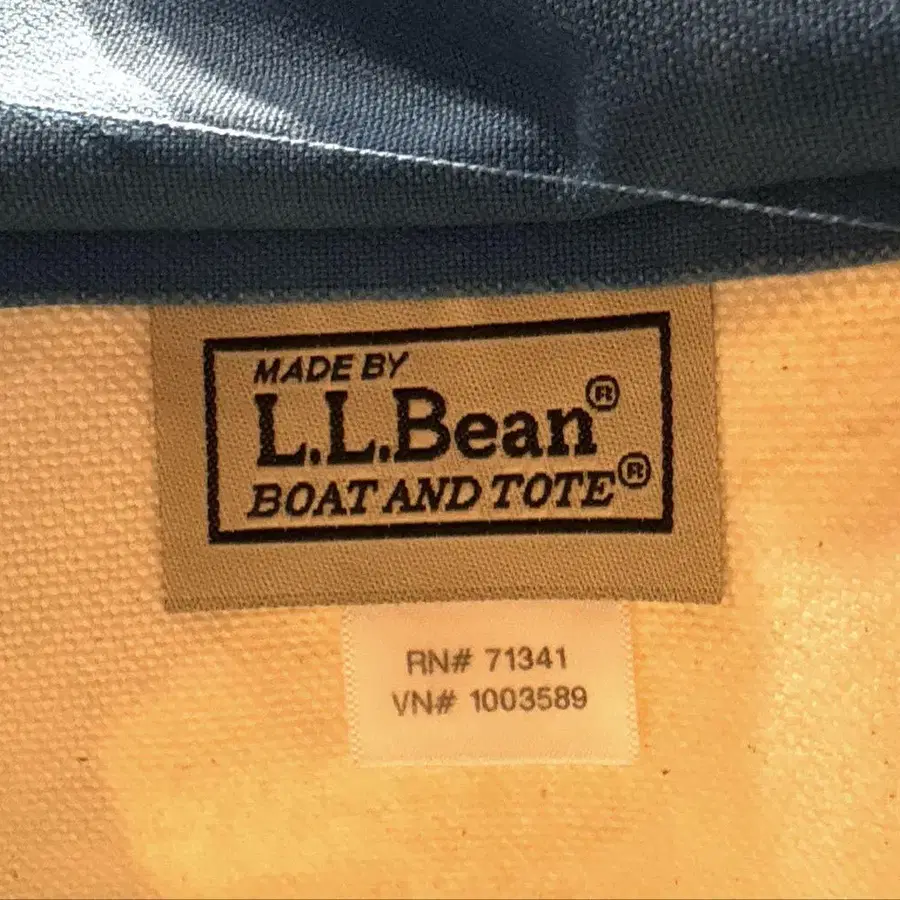 MADE BY
L.L.Bean®
BOAT AND TOTE®
RN# 71341
VN# 1003589